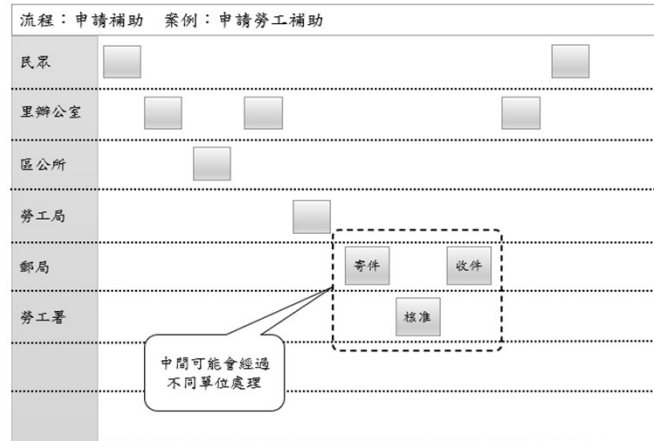 流程：申請補助　案例：申請勞工補助
民眾
里辦公室
區公所
勞工局
郵局
寄件
收件
勞工署
核准
中間可能會經過
不同單位處理